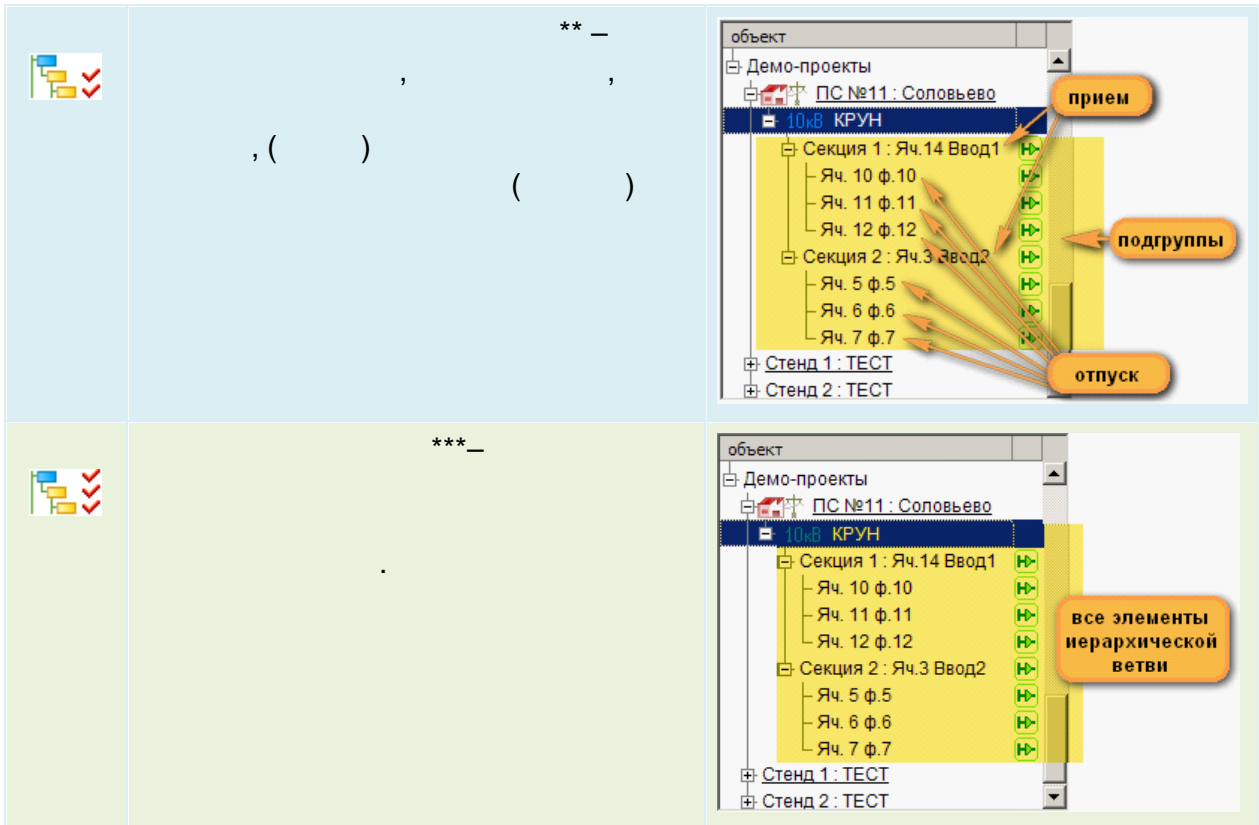 ** –
, ,
, ( )
( )
объект
Демо-проекты
ПС №11 : Соловьево
10кВ КРУН
Секция 1 : Яч.14 Ввод1
Яч. 10 ф.10
Яч. 11 ф.11
Яч. 12 ф.12
Секция 2 : Яч.3 Ввод2
Яч. 5 ф.5
Яч. 6 ф.6
Яч. 7 ф.7
Стенд 1 : ТЕСТ
Стенд 2 : ТЕСТ
прием
подгруппы
отпуск
***–
.
объект
Демо-проекты
ПС №11 : Соловьево
10кВ КРУН
Секция 1 : Яч.14 Ввод1
Яч. 10 ф.10
Яч. 11 ф.11
Яч. 12 ф.12
Секция 2 : Яч.3 Ввод2
Яч. 5 ф.5
Яч. 6 ф.6
Яч. 7 ф.7
Стенд 1 : ТЕСТ
Стенд 2 : ТЕСТ
все элементы
иерархической
ветви